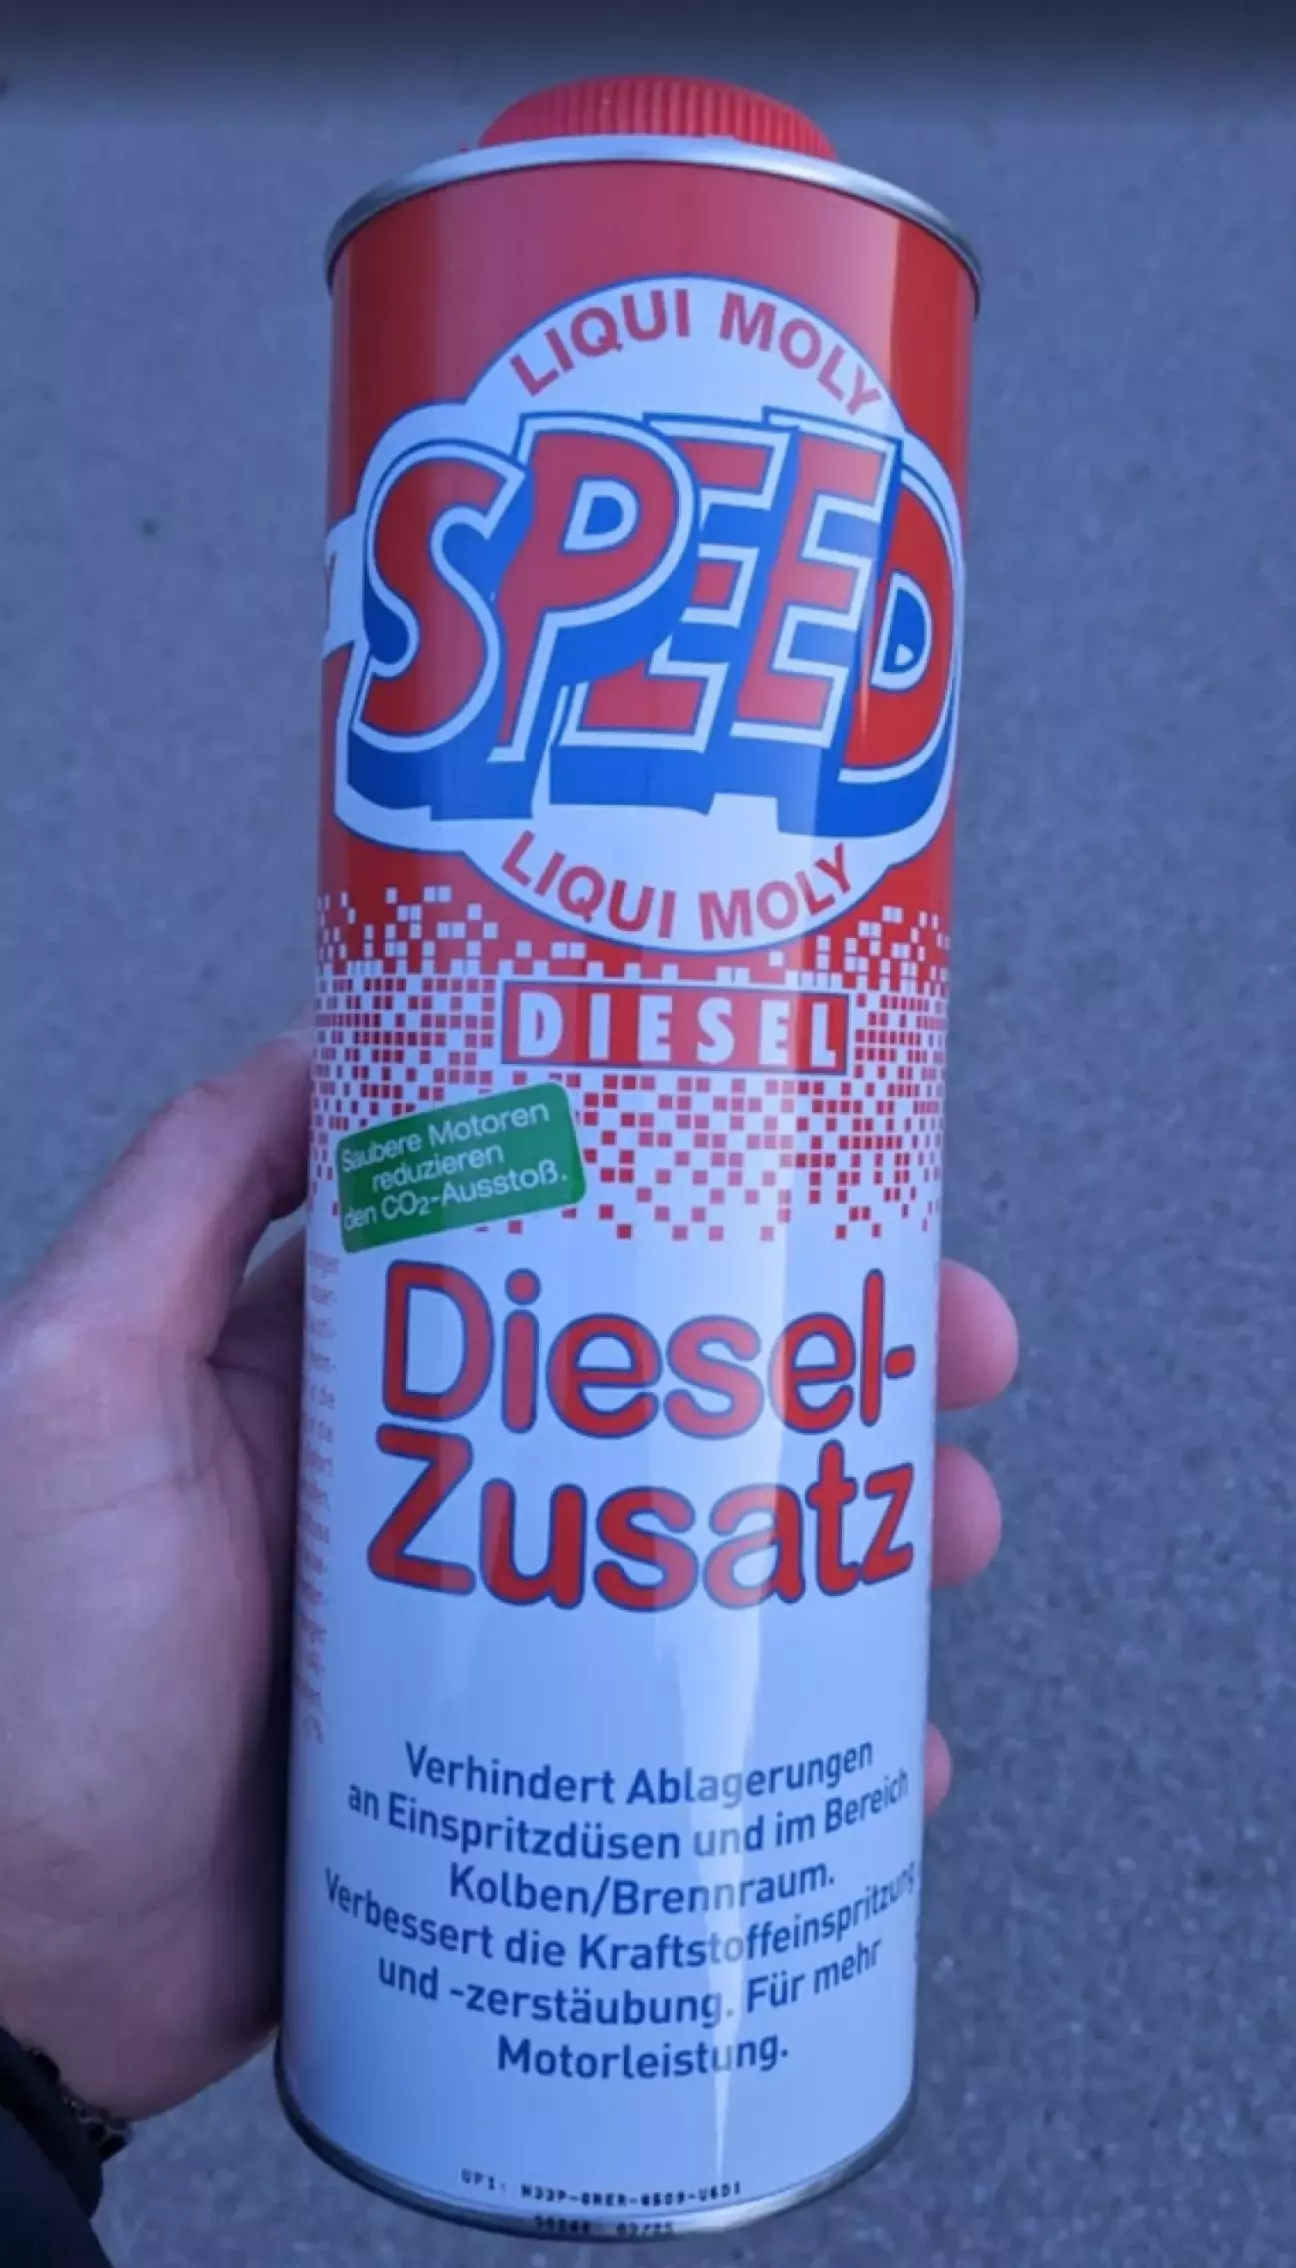 LIQUI MOLY
SPEED
LIQUI MOLY
DIESEL
Saubere Motoren
reduzieren
den CO2-Ausstoß.
Diesel-
Zusatz
Verhindert Ablagerungen
an Einspritzdüsen und im Bereich
Kolben/Brennraum.
Verbessert die Kraftstoffeinspritzung
und -zerstäubung. Für mehr
Motorleistung.
UFI: